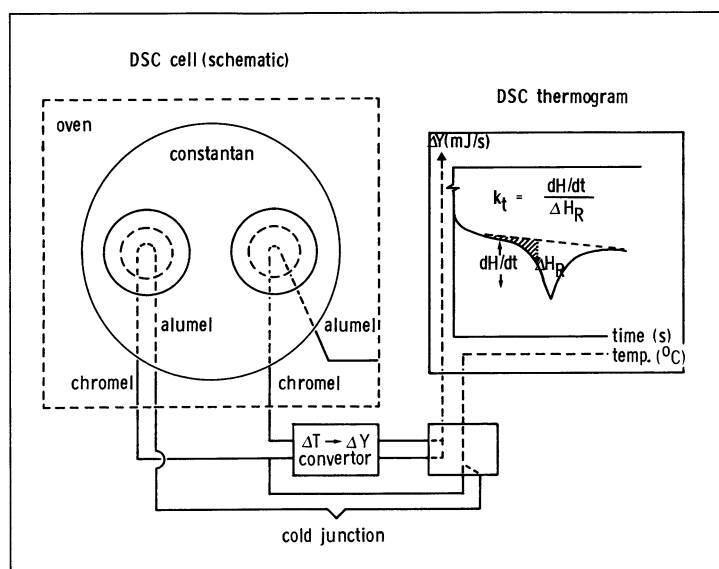 DSC cell (schematic)
DSC thermogram
oven
constantan
alumel
alumel
chromel
chromel
ΔT → ΔY
convertor
cold junction
ΔY(mJ/s)
k_t = dH/dt / ΔH_R
dH/dt
ΔH_R
time (s)
temp. (°C)